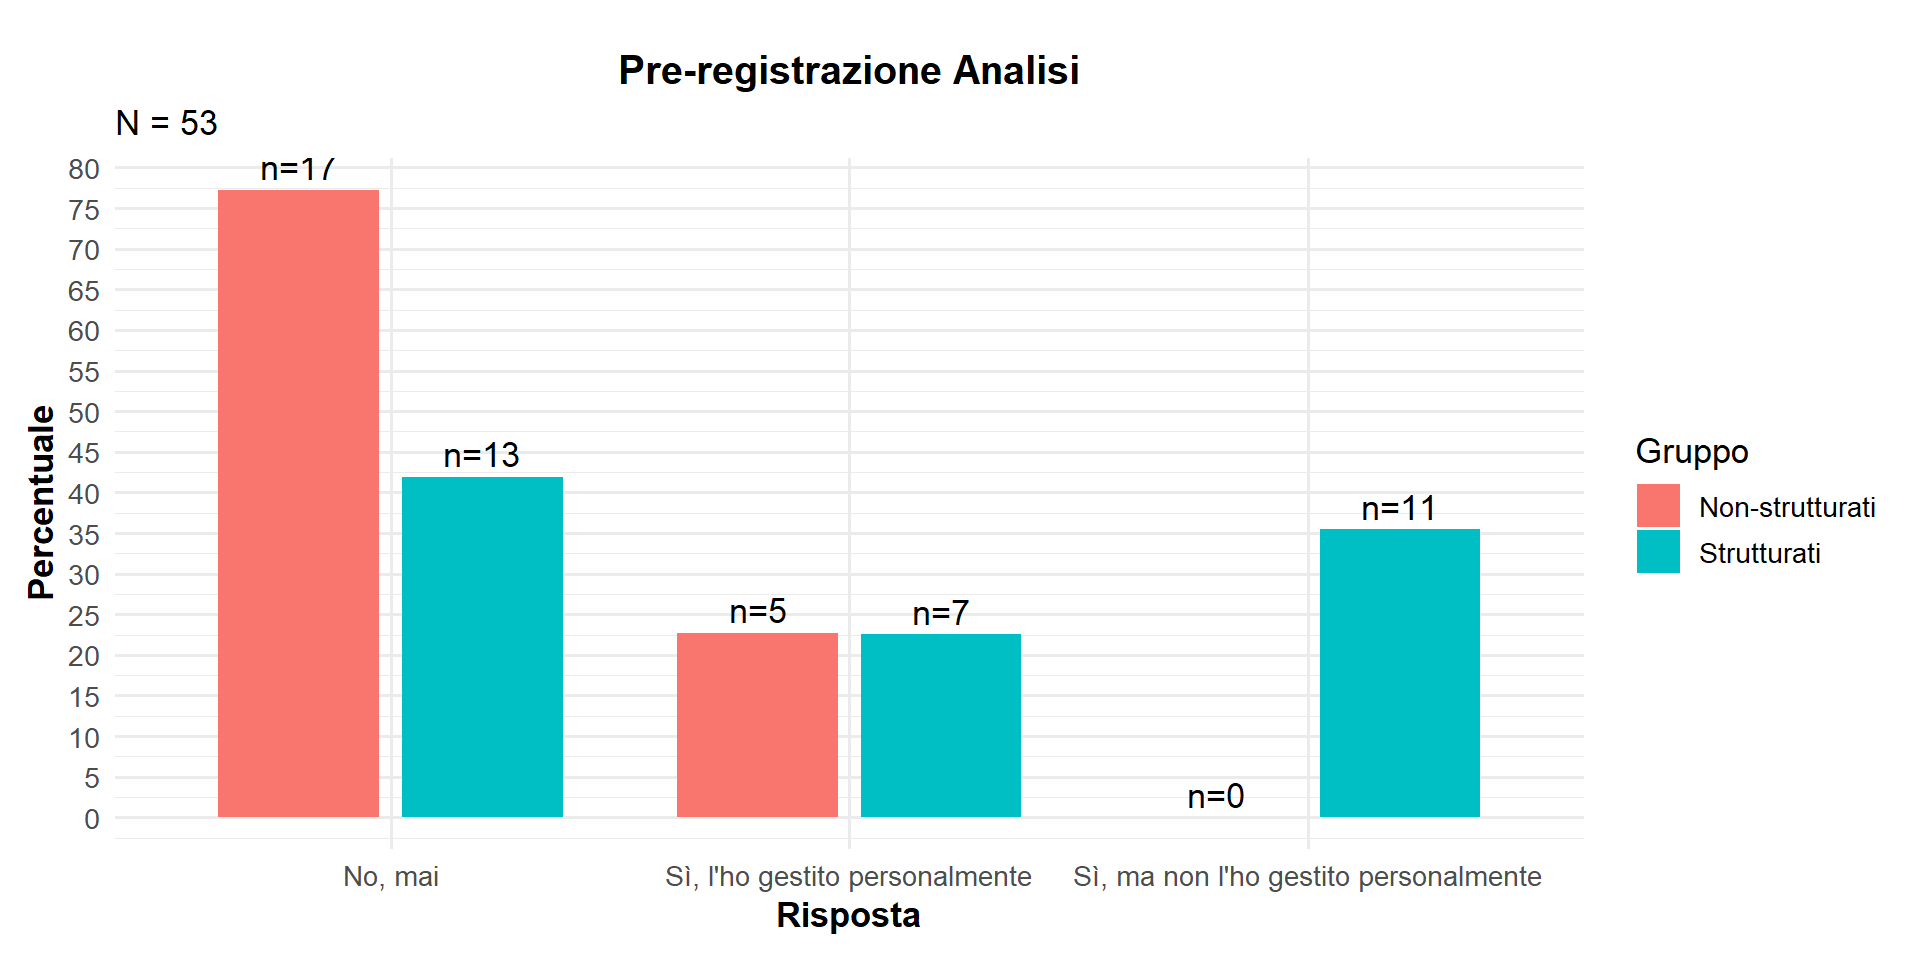 Pre-registrazione Analisi
N = 53
80
75
70
65
60
55
50
45
40
35
30
25
20
15
10
5
0
Percentuale
n=17
n=13
n=5
n=7
n=0
n=11
No, mai
Sì, l'ho gestito personalmente
Sì, ma non l'ho gestito personalmente
Risposta
Gruppo
Non-strutturati
Strutturati